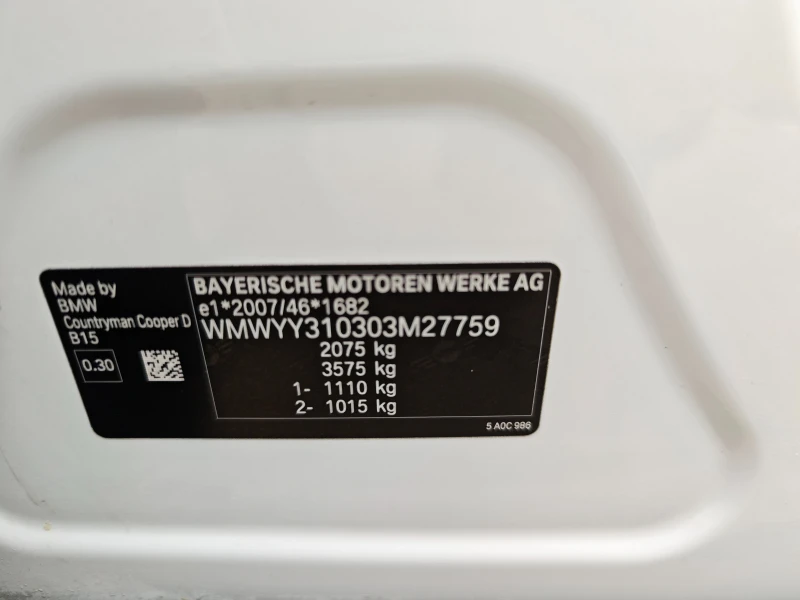 Made by
BMW
Countryman Cooper D
B15
0.30
BAYERISCHE MOTOREN WERKE AG
e1*2007/46*1682
WMWYY310303M27759
2075 kg
3575 kg
1- 1110 kg
2- 1015 kg
5 A0C 986